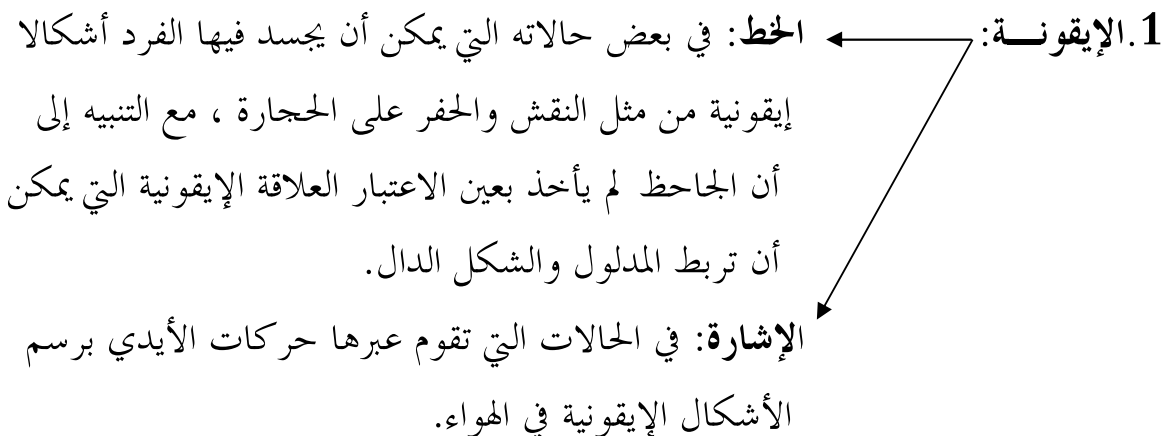 1.الإيقونـــة: الخط: في بعض حالاته التي يمكن أن يجسد فيها الفرد أشكالا
إيقونية من مثل النقش والحفر على الحجارة ، مع التنبيه إلى
أن الجاحظ لم يأخذ بعين الاعتبار العلاقة الإيقونية التي يمكن
أن تربط المدلول والشكل الدال.
الإشارة: في الحالات التي تقوم عبرها حركات الأيدي برسم
الأشكال الإيقونية في الهواء.